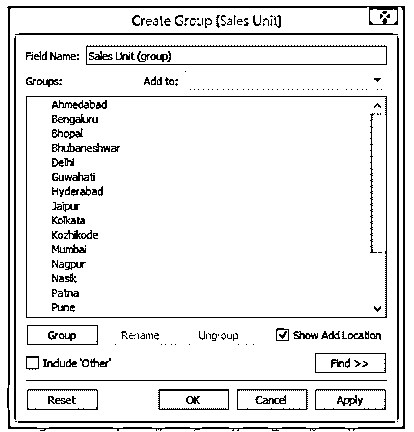 Create Group [Sales Unit]
Field Name: Sales Unit (group)
Groups: Add to:
Ahmedabad
Bengaluru
Bhopal
Bhubaneshwar
Delhi
Guwahati
Hyderabad
Jaipur
Kolkata
Kozhikode
Mumbai
Nagpur
Nasik
Patna
Pune
Group Rename Ungroup Show Add Location
Include 'Other' Find >>
Reset OK Cancel Apply